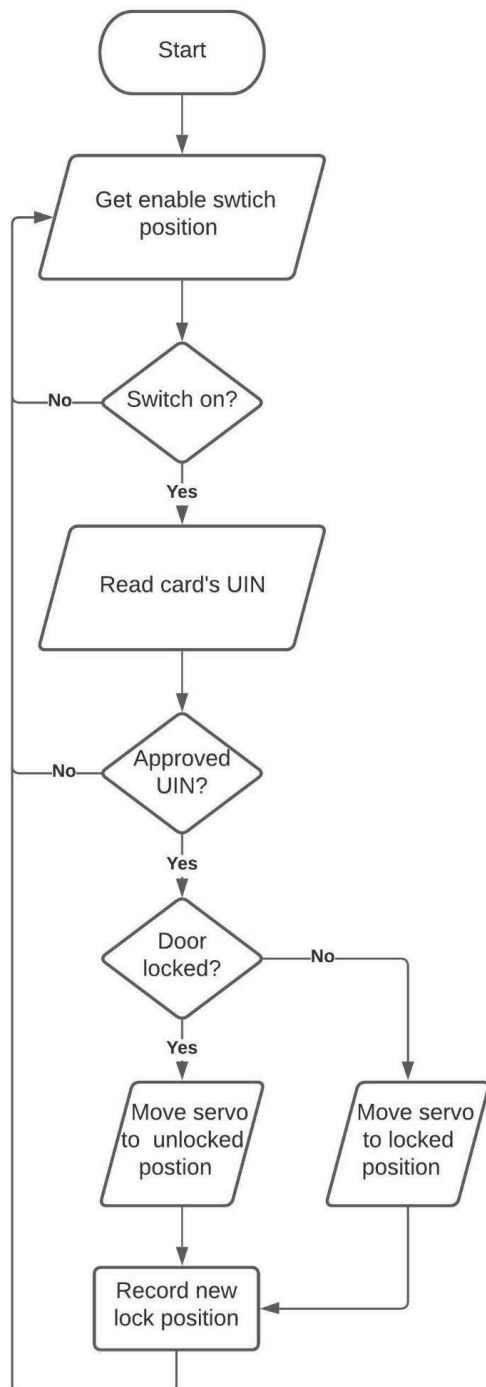 Start
Get enable swtich
position
Switch on?
No
Yes
Read card's UIN
Approved
UIN?
No
Yes
Door
locked?
No
Yes
Move servo
to unlocked
postion
Move servo
to locked
position
Record new
lock position